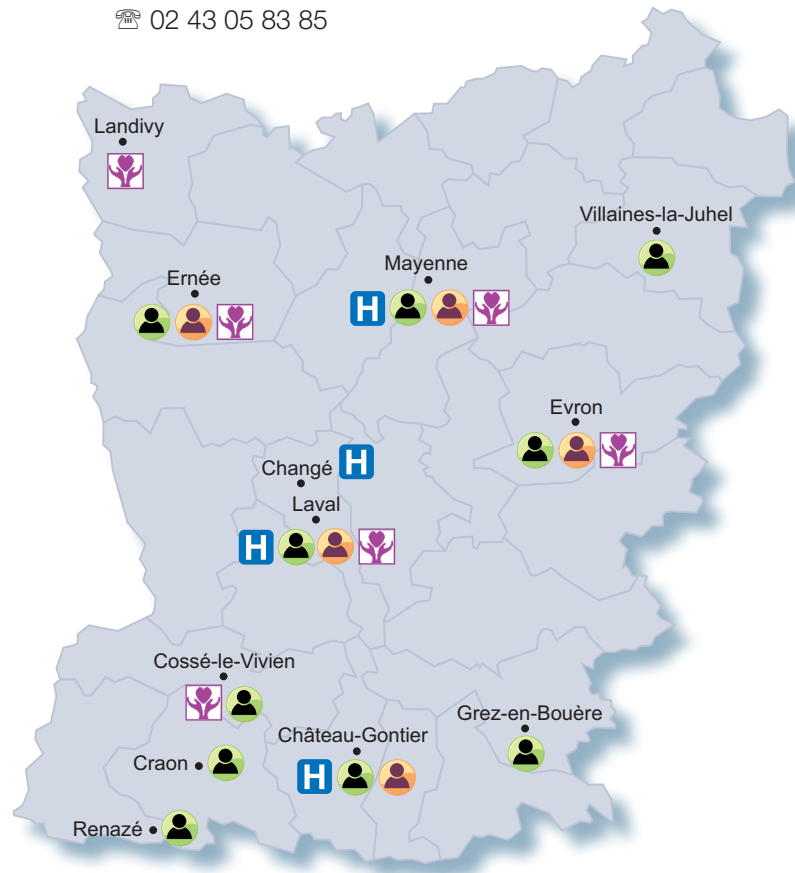 ☏ 02 43 05 83 85
Landivy
Villaines-la-Juhel
Ernée
Mayenne
H
Evron
Changé H
Laval
H
Cossé-le-Vivien
Grez-en-Bouère
Château-Gontier
Craon
H
Renazé